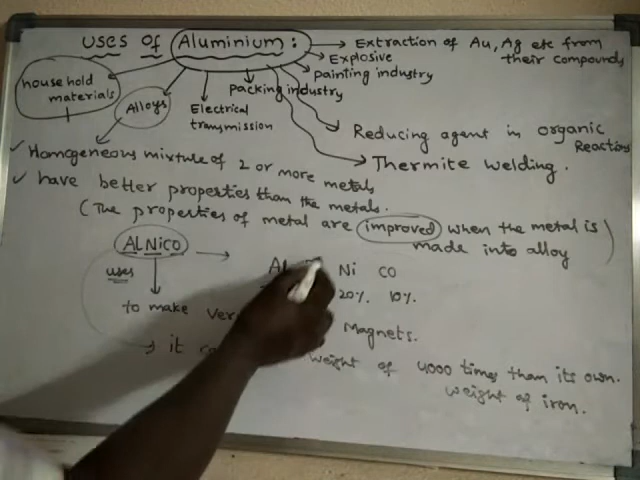 USES OF Aluminium:
Extraction of Au, Ag etc from their compounds
Explosive
painting industry
packing industry
Electrical transmission
Alloys
household materials
Reducing agent in organic Reactions
Thermite welding.
✓ Homogeneous mixture of 2 or more metals
✓ have better properties than the metals.
(The properties of metal are improved when the metal is made into alloy)
ALNICO
Al Ni CO
20% 10%
uses
to make Magnets.
it weight of 4000 times than its own. weight of iron.